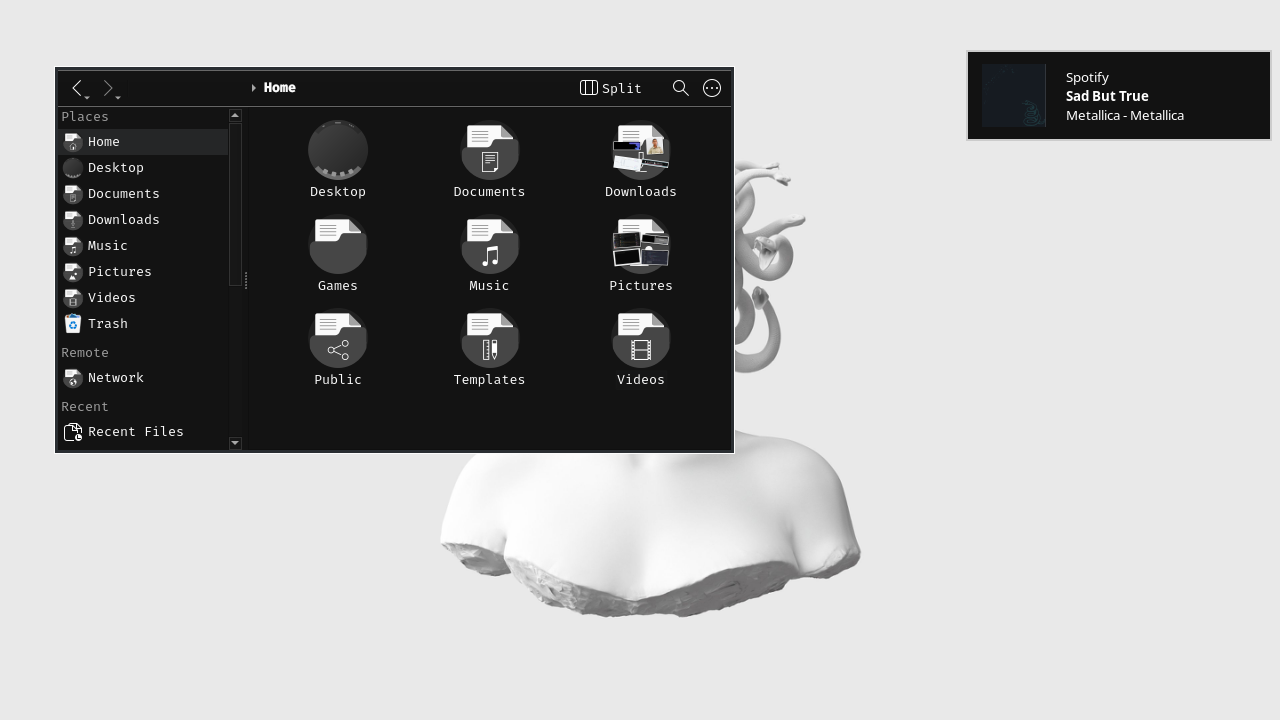 Home
Split
Places
Home
Desktop
Documents
Downloads
Music
Pictures
Videos
Trash
Remote
Network
Recent
Recent Files
Desktop
Documents
Downloads
Games
Music
Pictures
Public
Templates
Videos
Spotify
Sad But True
Metallica - Metallica